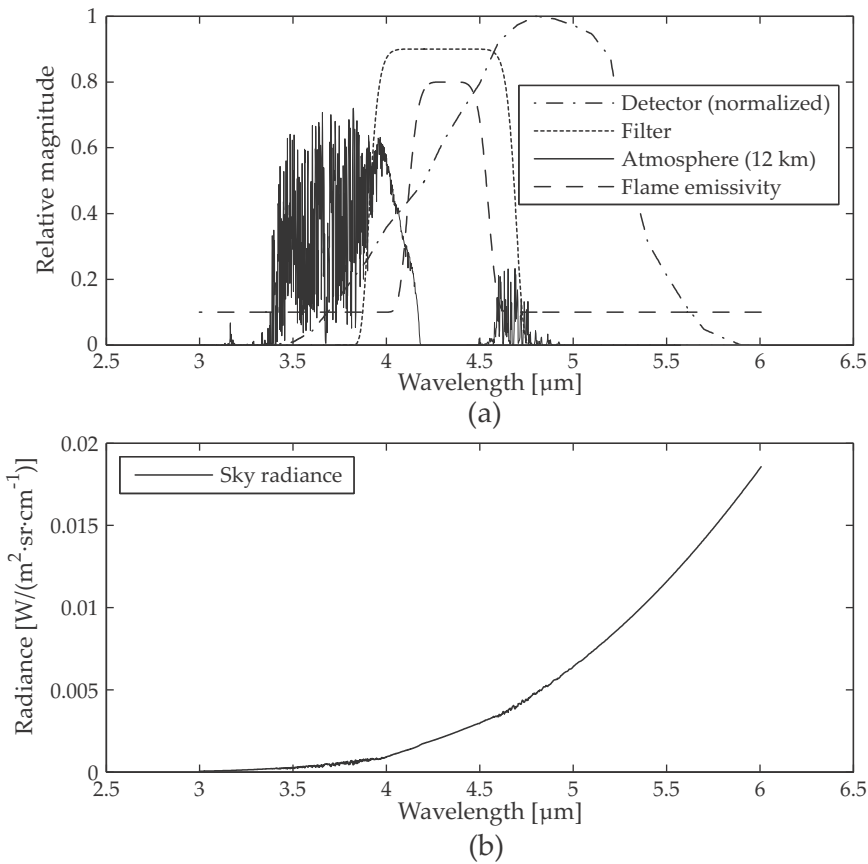 1
0.8
0.6
0.4
0.2
0
Relative magnitude
Detector (normalized)
Filter
Atmosphere (12 km)
Flame emissivity
2.5 3 3.5 4 4.5 5 5.5 6 6.5
Wavelength [µm]
(a)
0.02
0.015
0.01
0.005
0
Radiance [W/(m²·sr·cm⁻¹)]
Sky radiance
2.5 3 3.5 4 4.5 5 5.5 6 6.5
Wavelength [µm]
(b)